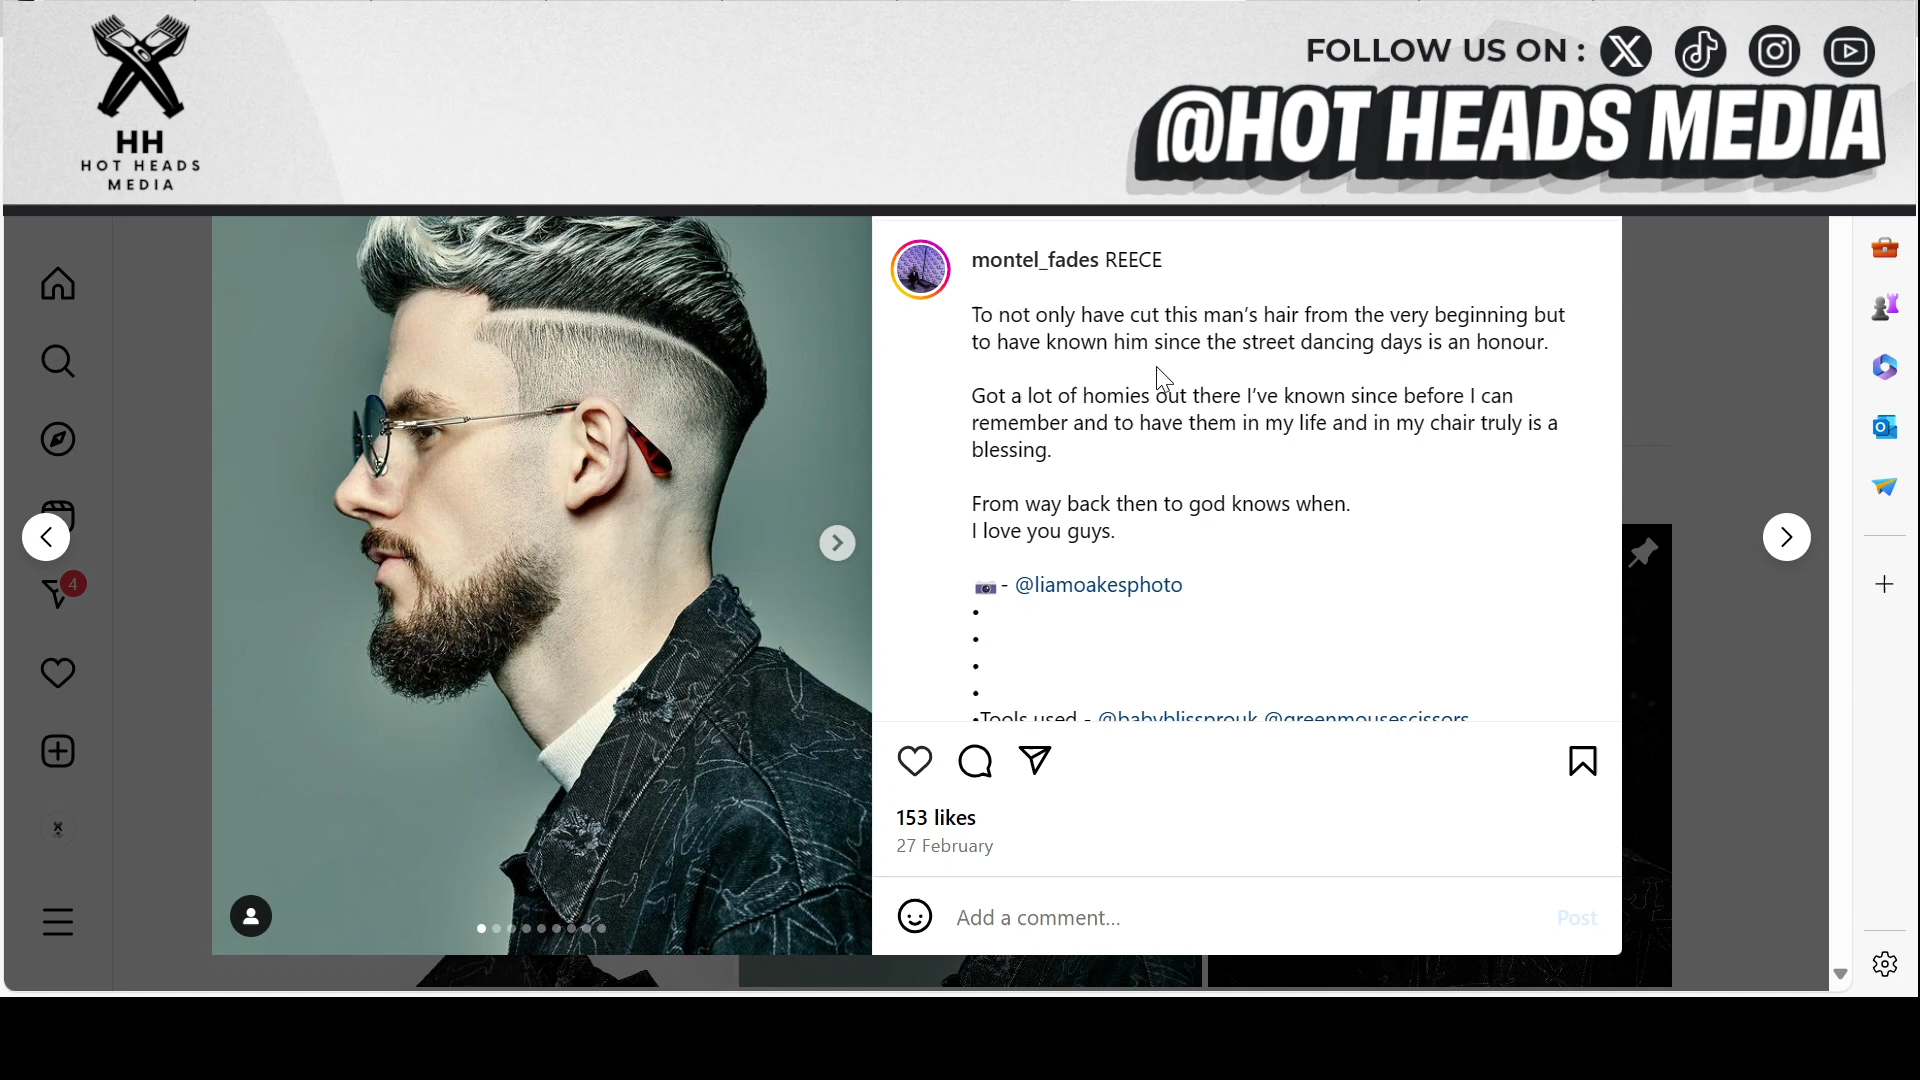 HH
HOT HEADS
MEDIA
FOLLOW US ON :
@HOT HEADS MEDIA
4
montel_fades REECE
To not only have cut this man's hair from the very beginning but
to have known him since the street dancing days is an honour.
Got a lot of homies out there I've known since before I can
remember and to have them in my life and in my chair truly is a
blessing.
From way back then to god knows when.
I love you guys.
📷 - @liamoakesphoto
•
•
•
•
•Tools used - @babyblissprouk @greenmousescissors
153 likes
27 February
Add a comment...
Post